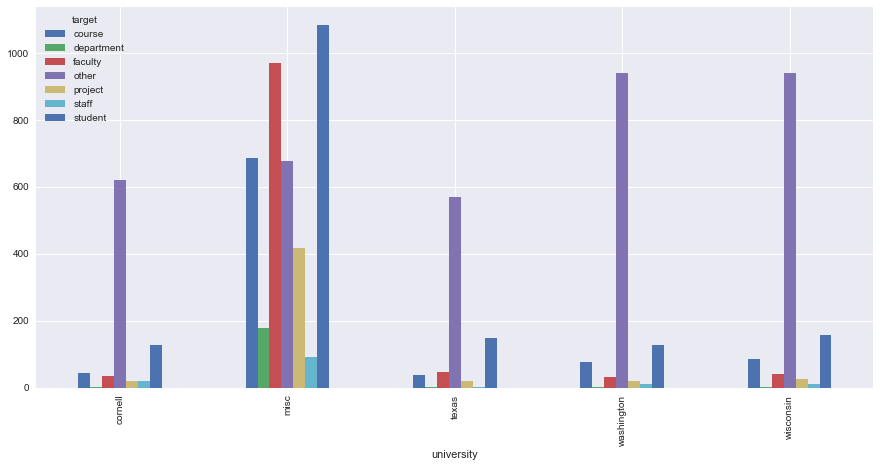 target
course
department
faculty
other
project
staff
student
1000
800
600
400
200
0
cornell
misc
texas
washington
wisconsin
university